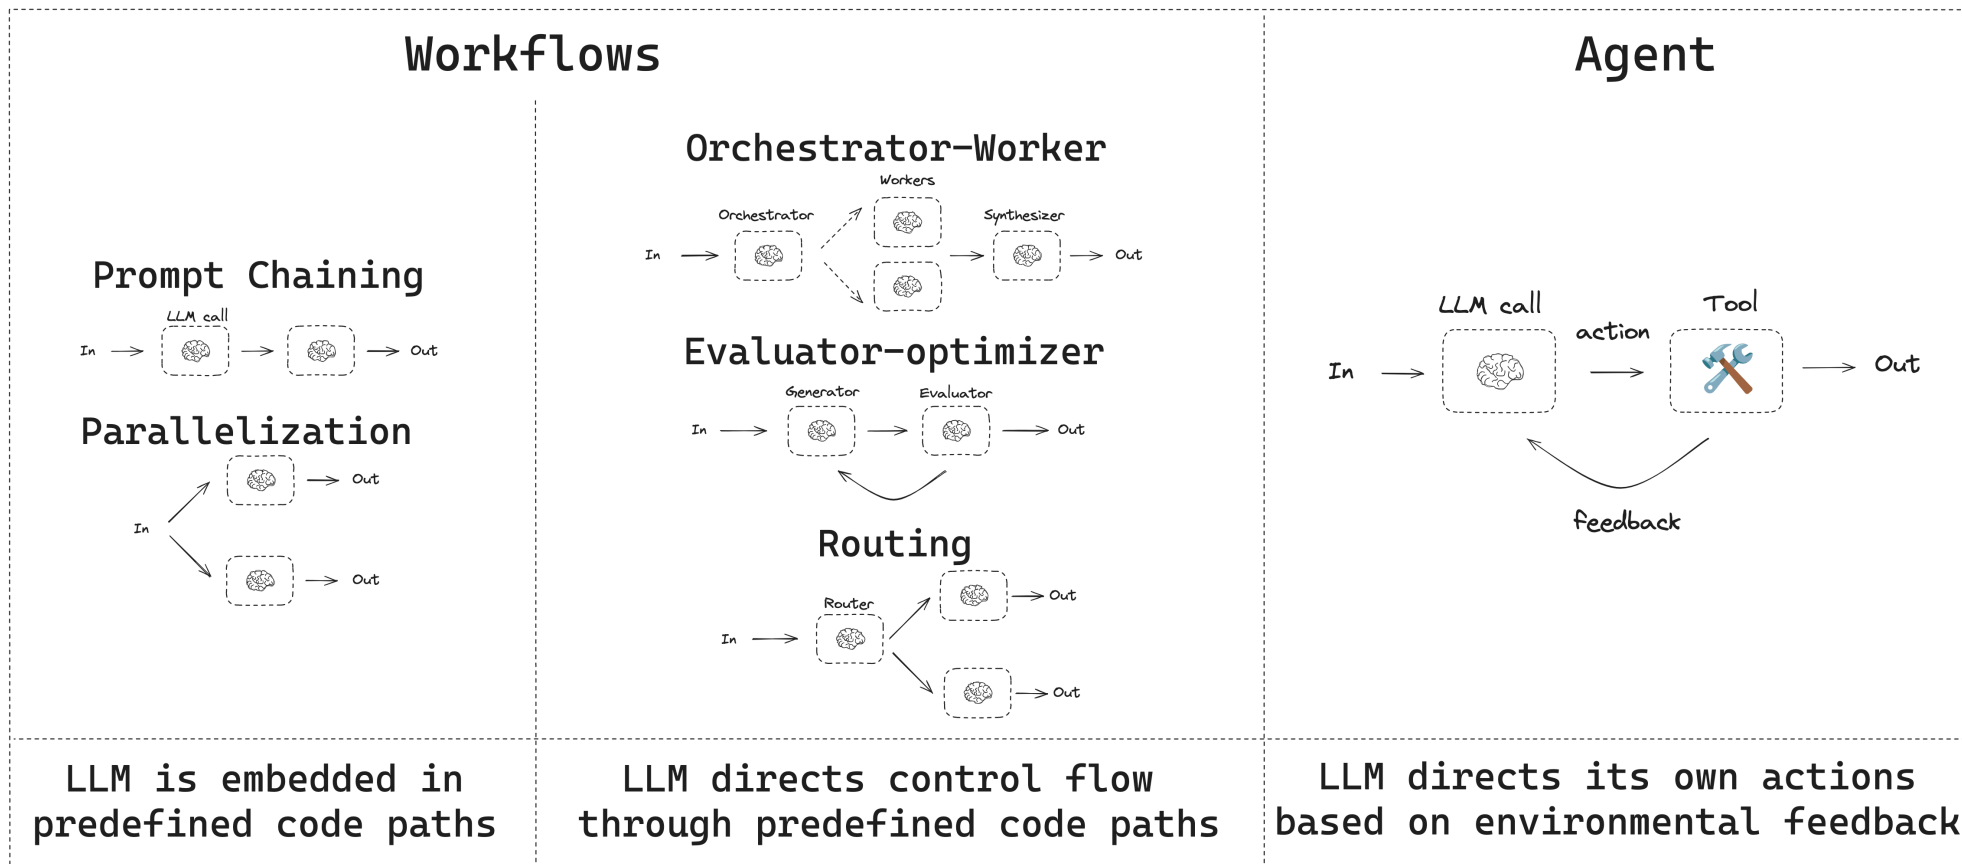 Workflows
Agent
Prompt Chaining
LLM call
In
Out
Parallelization
In
Out
Out
Orchestrator-Worker
Workers
Orchestrator
Synthesizer
In
Out
Evaluator-optimizer
Generator
Evaluator
In
Out
Routing
Router
In
Out
Out
LLM call
action
Tool
In
Out
feedback
LLM is embedded in
predefined code paths
LLM directs control flow
through predefined code paths
LLM directs its own actions
based on environmental feedback